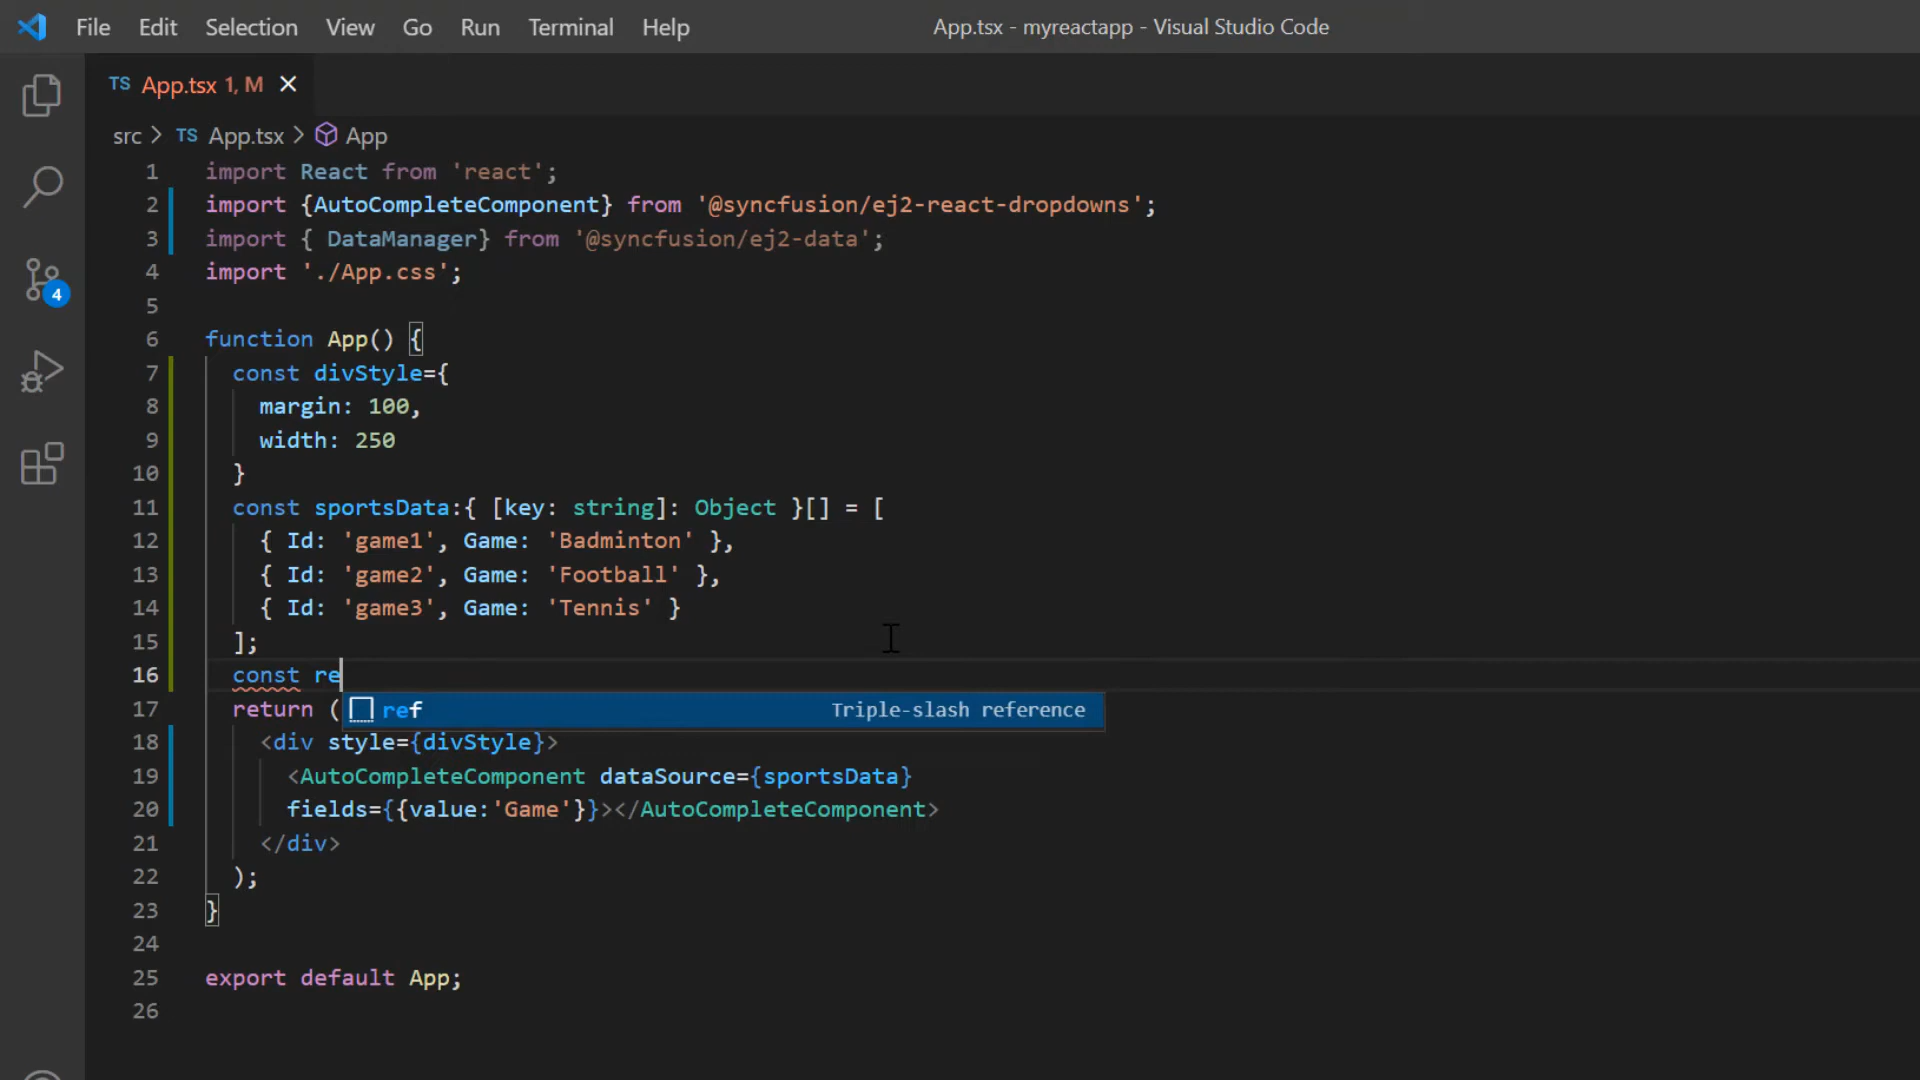 File Edit Selection View Go Run Terminal Help App.tsx - myreactapp - Visual Studio Code
TS App.tsx 1, M
src > TS App.tsx > App
4
1 import React from 'react';
2 import {AutoCompleteComponent} from '@syncfusion/ej2-react-dropdowns';
3 import { DataManager} from '@syncfusion/ej2-data';
4 import './App.css';
5
6 function App() {
7 const divStyle={
8 margin: 100,
9 width: 250
10 }
11 const sportsData:{ [key: string]: Object }[] = [
12 { Id: 'game1', Game: 'Badminton' },
13 { Id: 'game2', Game: 'Football' },
14 { Id: 'game3', Game: 'Tennis' }
15 ];
16 const re
17 return (
ref Triple-slash reference
18 <div style={divStyle}>
19 <AutoCompleteComponent dataSource={sportsData}
20 fields={{value:'Game'}}></AutoCompleteComponent>
21 </div>
22 );
23 }
24
25 export default App;
26